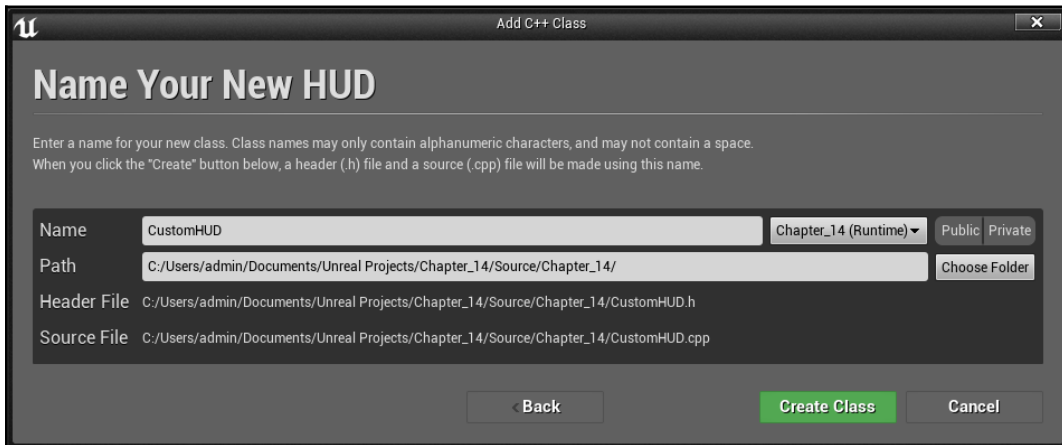 Add C++ Class
Name Your New HUD
Enter a name for your new class. Class names may only contain alphanumeric characters, and may not contain a space.
When you click the "Create" button below, a header (.h) file and a source (.cpp) file will be made using this name.
Name CustomHUD Chapter_14 (Runtime) Public Private
Path C:/Users/admin/Documents/Unreal Projects/Chapter_14/Source/Chapter_14/ Choose Folder
Header File C:/Users/admin/Documents/Unreal Projects/Chapter_14/Source/Chapter_14/CustomHUD.h
Source File C:/Users/admin/Documents/Unreal Projects/Chapter_14/Source/Chapter_14/CustomHUD.cpp
Back Create Class Cancel